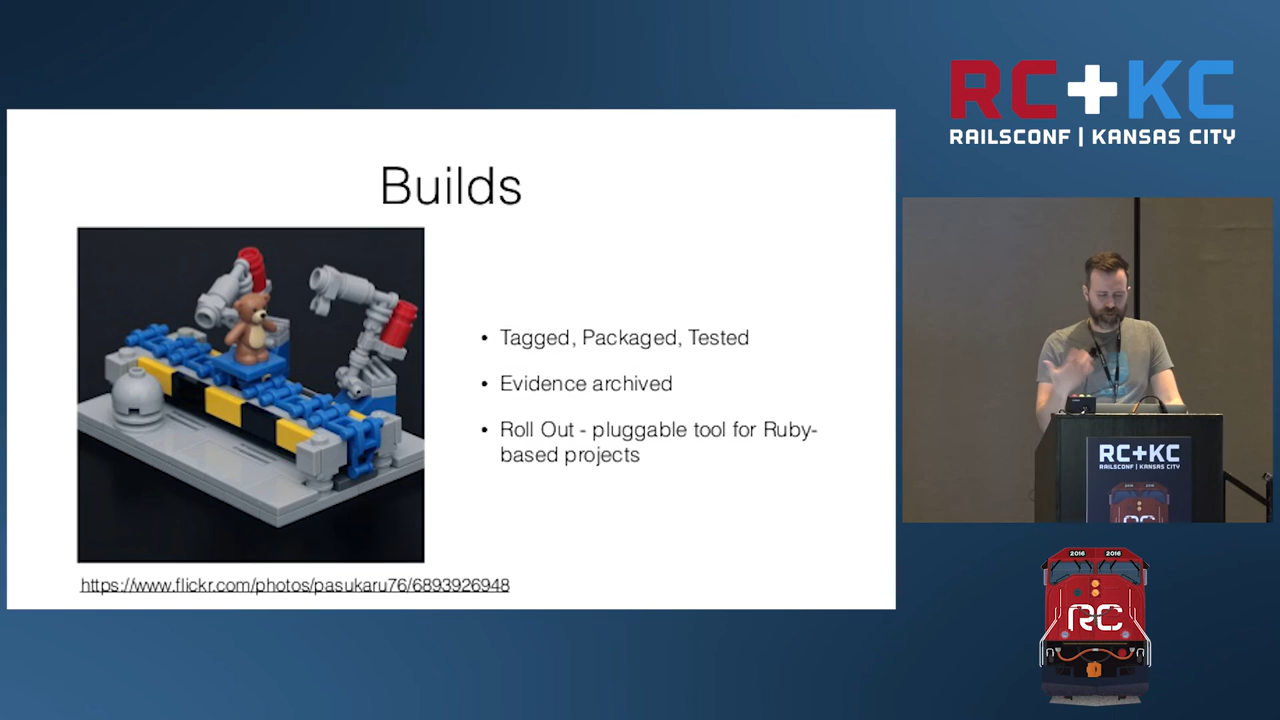 RC+KC
RAILSCONF | KANSAS CITY
Builds
• Tagged, Packaged, Tested
• Evidence archived
• Roll Out - pluggable tool for Ruby-
based projects
https://www.flickr.com/photos/pasukaru76/6893926948
RC+KC
RAILSCONF | KANSAS CITY
2016 2016
RC